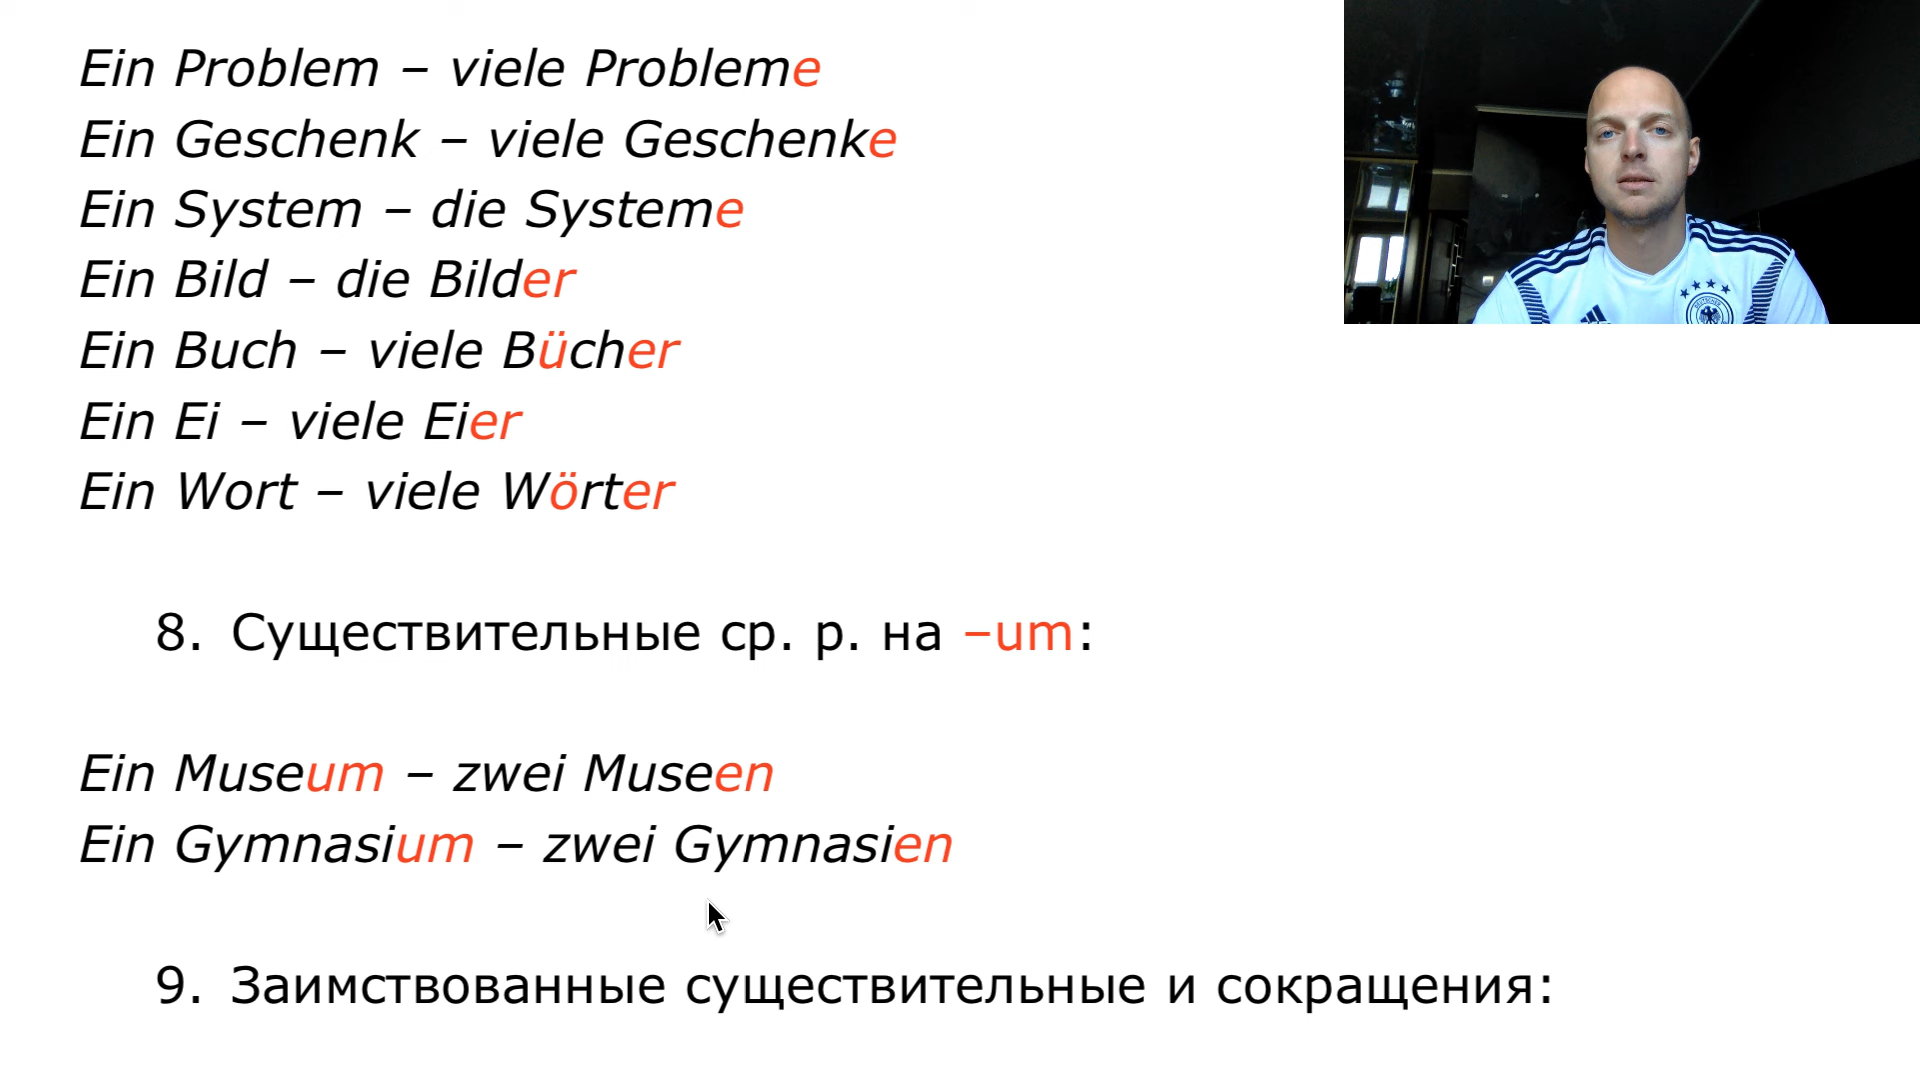 Ein Problem – viele Probleme
Ein Geschenk – viele Geschenke
Ein System – die Systeme
Ein Bild – die Bilder
Ein Buch – viele Bücher
Ein Ei – viele Eier
Ein Wort – viele Wörter
8. Существительные ср. р. на –um:
Ein Museum – zwei Museen
Ein Gymnasium – zwei Gymnasien
9. Заимствованные существительные и сокращения: